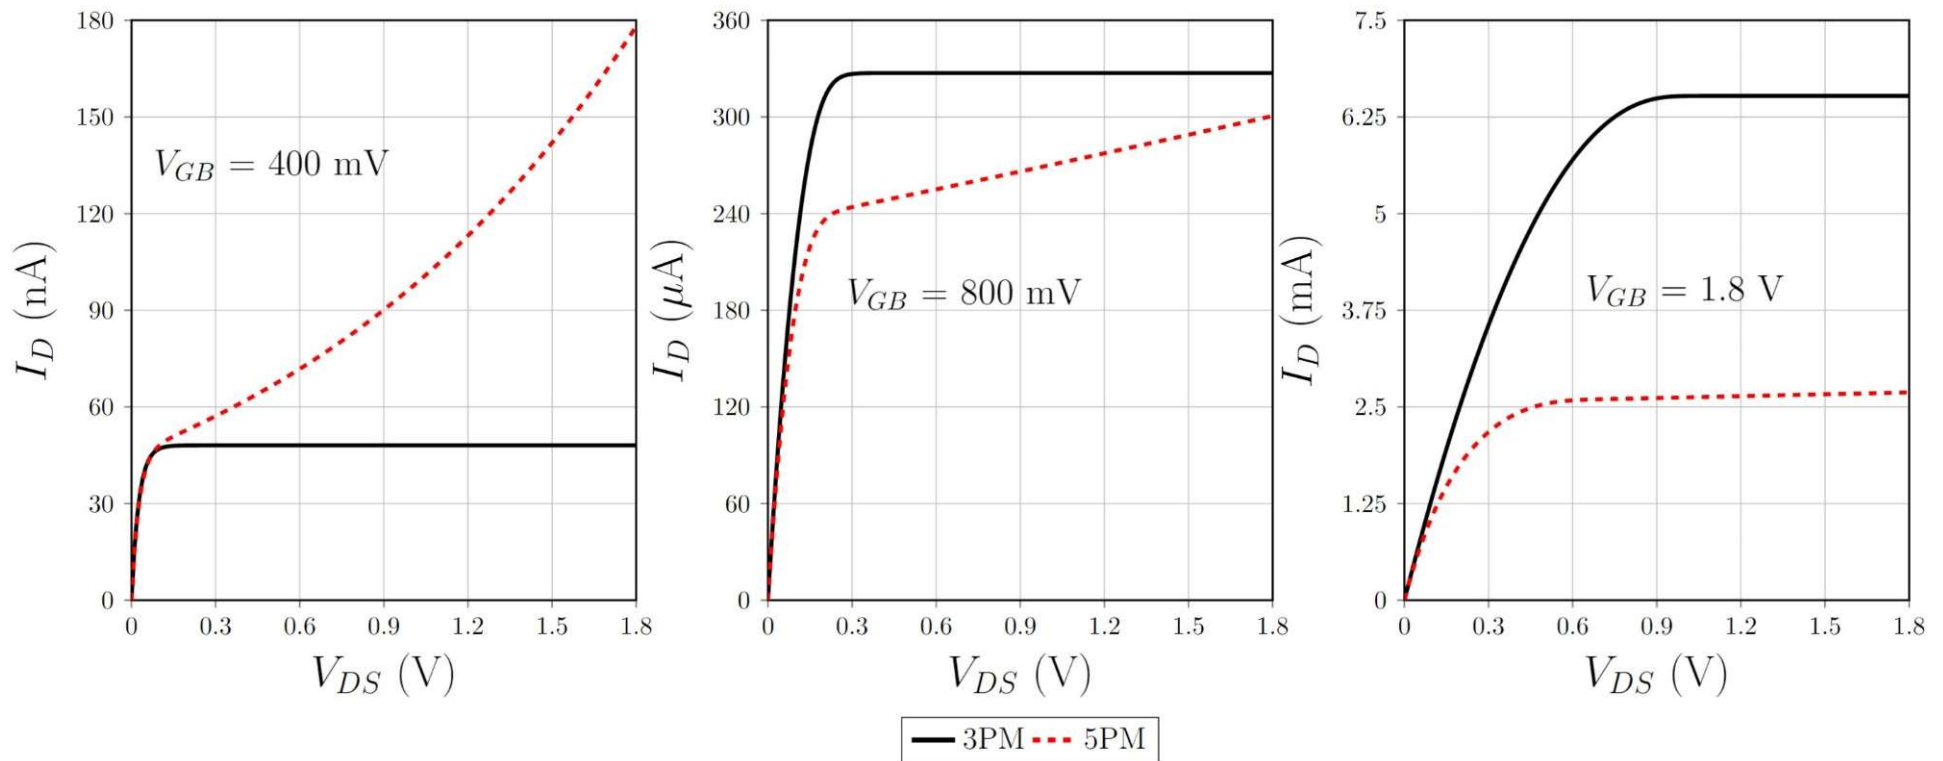 180
150
120
90
60
30
0
I_D (nA)
V_GB = 400 mV
0 0.3 0.6 0.9 1.2 1.5 1.8
V_DS (V)
360
300
240
180
120
60
0
I_D (μA)
V_GB = 800 mV
0 0.3 0.6 0.9 1.2 1.5 1.8
V_DS (V)
7.5
6.25
5
3.75
2.5
1.25
0
I_D (mA)
V_GB = 1.8 V
0 0.3 0.6 0.9 1.2 1.5 1.8
V_DS (V)
3PM 5PM